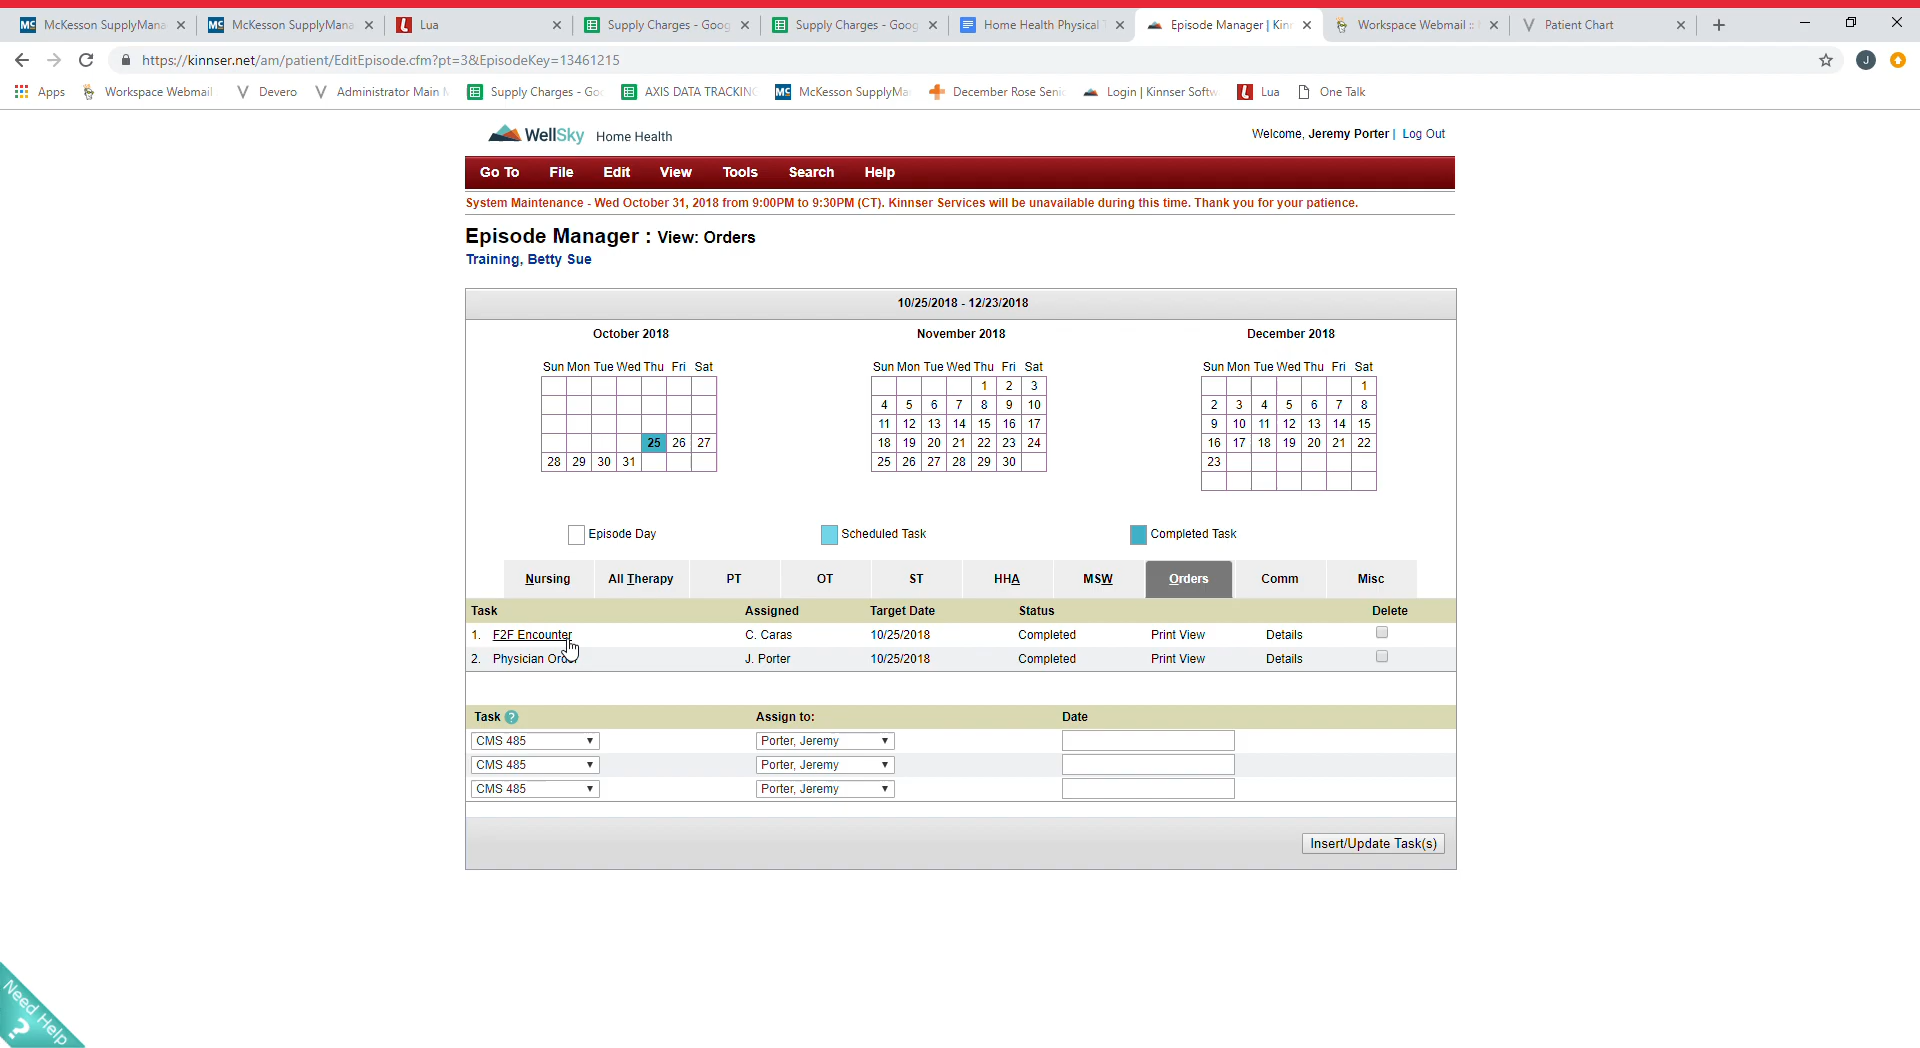 McKesson SupplyMana
McKesson SupplyMana
Lua
Supply Charges - Goog
Supply Charges - Goog
Home Health Physical T
Episode Manager | Kinn
Workspace Webmail ::
Patient Chart
https://kinnser.net/am/patient/EditEpisode.cfm?pt=3&EpisodeKey=13461215
J
Apps Workspace Webmail Devero Administrator Main Supply Charges - Go AXIS DATA TRACKING McKesson SupplyMa December Rose Seni Login | Kinnser Softw Lua One Talk
WellSky Home Health
Welcome, Jeremy Porter | Log Out
Go To File Edit View Tools Search Help
System Maintenance - Wed October 31, 2018 from 9:00PM to 9:30PM (CT). Kinnser Services will be unavailable during this time. Thank you for your patience.
Episode Manager : View: Orders
Training, Betty Sue
10/25/2018 - 12/23/2018
October 2018
Sun Mon Tue Wed Thu Fri Sat
25 26 27
28 29 30 31
November 2018
Sun Mon Tue Wed Thu Fri Sat
1 2 3
4 5 6 7 8 9 10
11 12 13 14 15 16 17
18 19 20 21 22 23 24
25 26 27 28 29 30
December 2018
Sun Mon Tue Wed Thu Fri Sat
1
2 3 4 5 6 7 8
9 10 11 12 13 14 15
16 17 18 19 20 21 22
23
Episode Day Scheduled Task Completed Task
Nursing All Therapy PT OT ST HHA MSW Orders Comm Misc
Task Assigned Target Date Status Delete
1. F2F Encounter C. Caras 10/25/2018 Completed Print View Details
2. Physician Order J. Porter 10/25/2018 Completed Print View Details
Task ? Assign to: Date
CMS 485 Porter, Jeremy
CMS 485 Porter, Jeremy
CMS 485 Porter, Jeremy
Insert/Update Task(s)
Need Help
?